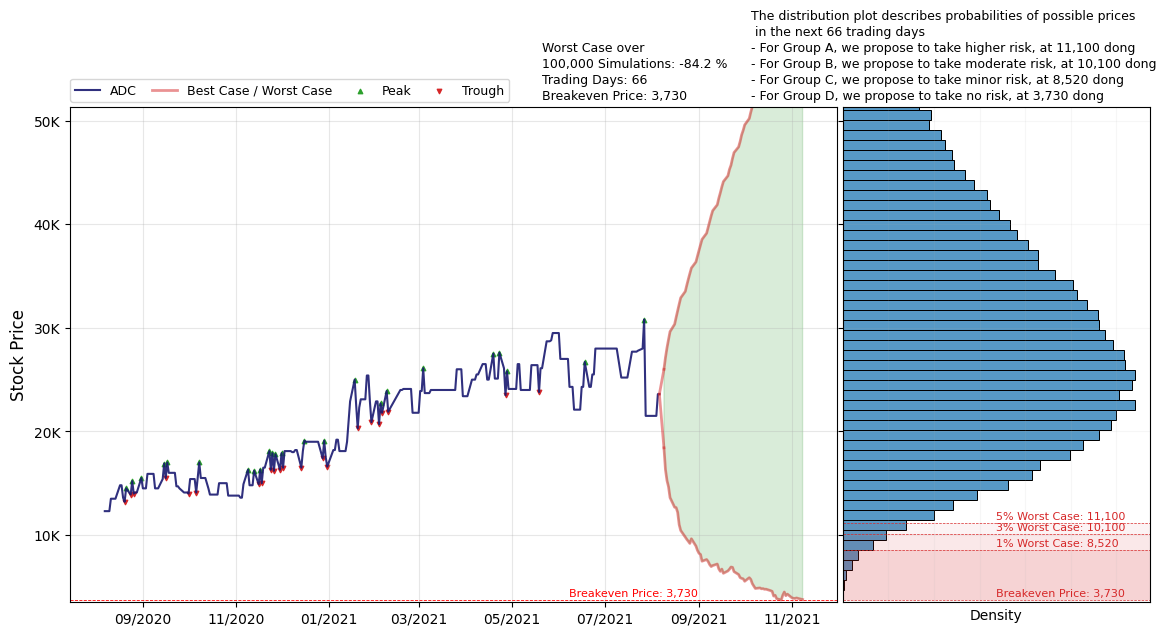 The distribution plot describes probabilities of possible prices
in the next 66 trading days
- For Group A, we propose to take higher risk, at 11,100 dong
- For Group B, we propose to take moderate risk, at 10,100 dong
- For Group C, we propose to take minor risk, at 8,520 dong
- For Group D, we propose to take no risk, at 3,730 dong
Worst Case over
100,000 Simulations: -84.2 %
Trading Days: 66
Breakeven Price: 3,730
ADC
Best Case / Worst Case
Peak
Trough
Stock Price
50K
40K
30K
20K
10K
Breakeven Price: 3,730
09/2020
11/2020
01/2021
03/2021
05/2021
07/2021
09/2021
11/2021
5% Worst Case: 11,100
3% Worst Case: 10,100
1% Worst Case: 8,520
Breakeven Price: 3,730
Density